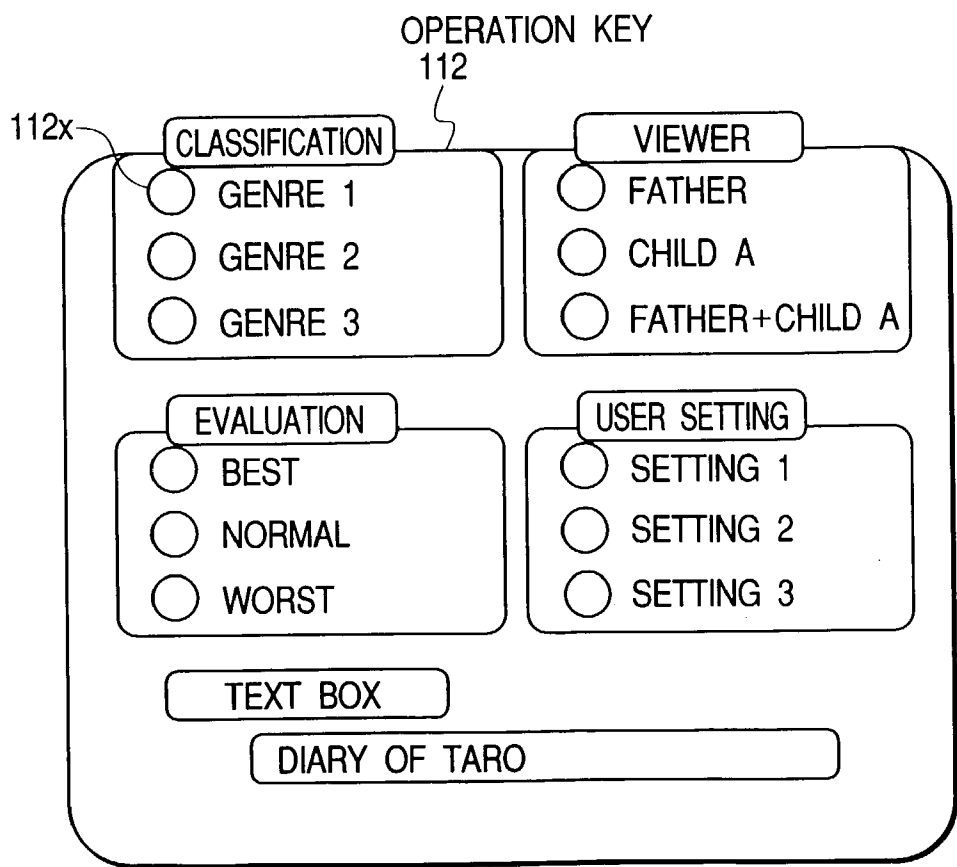 OPERATION KEY
112
112x
CLASSIFICATION
GENRE 1
GENRE 2
GENRE 3
VIEWER
FATHER
CHILD A
FATHER+CHILD A
EVALUATION
BEST
NORMAL
WORST
USER SETTING
SETTING 1
SETTING 2
SETTING 3
TEXT BOX
DIARY OF TARO